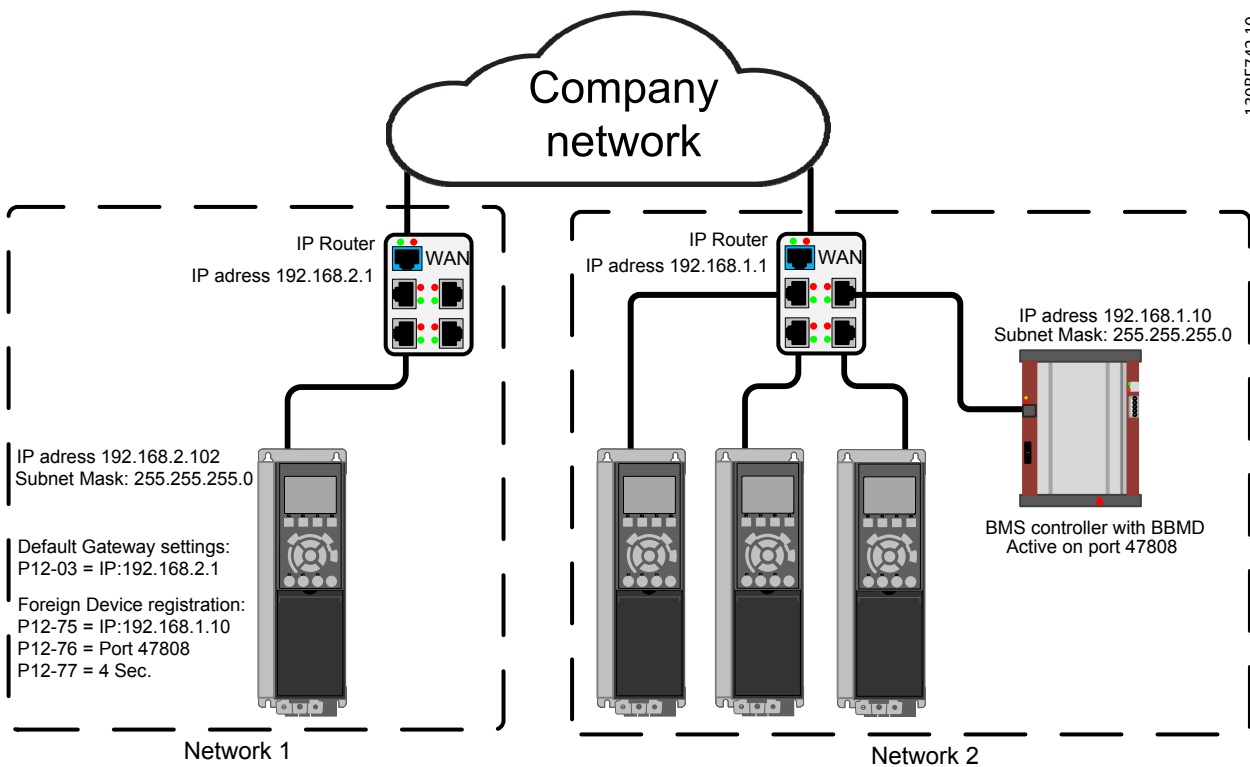 Company
network
IP Router
WAN
IP adress 192.168.2.1
IP adress 192.168.2.102
Subnet Mask: 255.255.255.0
Default Gateway settings:
P12-03 = IP:192.168.2.1
Foreign Device registration:
P12-75 = IP:192.168.1.10
P12-76 = Port 47808
P12-77 = 4 Sec.
Network 1
IP Router
WAN
IP adress 192.168.1.1
IP adress 192.168.1.10
Subnet Mask: 255.255.255.0
BMS controller with BBMD
Active on port 47808
Network 2